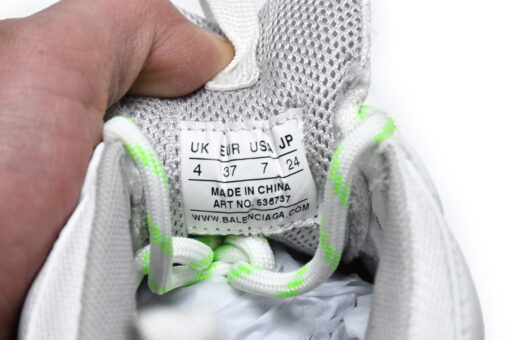 UK EUR USA JP
4 37 7 24
MADE IN CHINA
ART NO. 536737
WWW.BALENCIAGA.COM